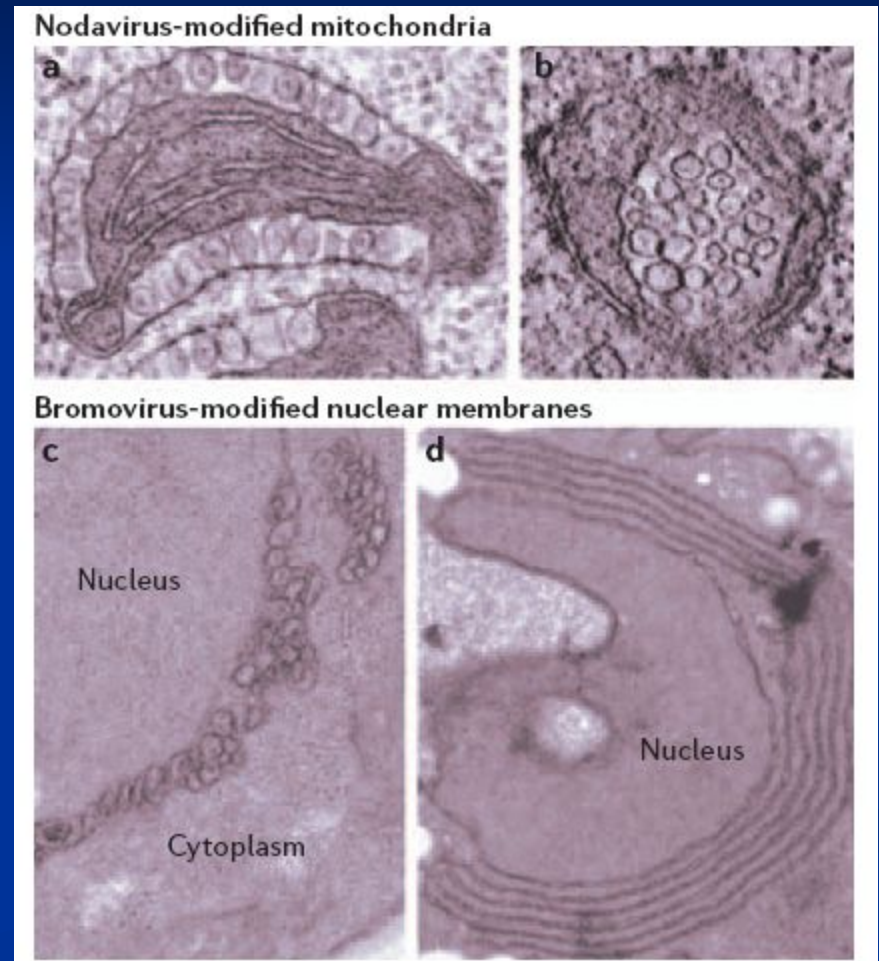 Nodavirus-modified mitochondria
a
b
Bromovirus-modified nuclear membranes
c
d
Nucleus
Nucleus
Cytoplasm